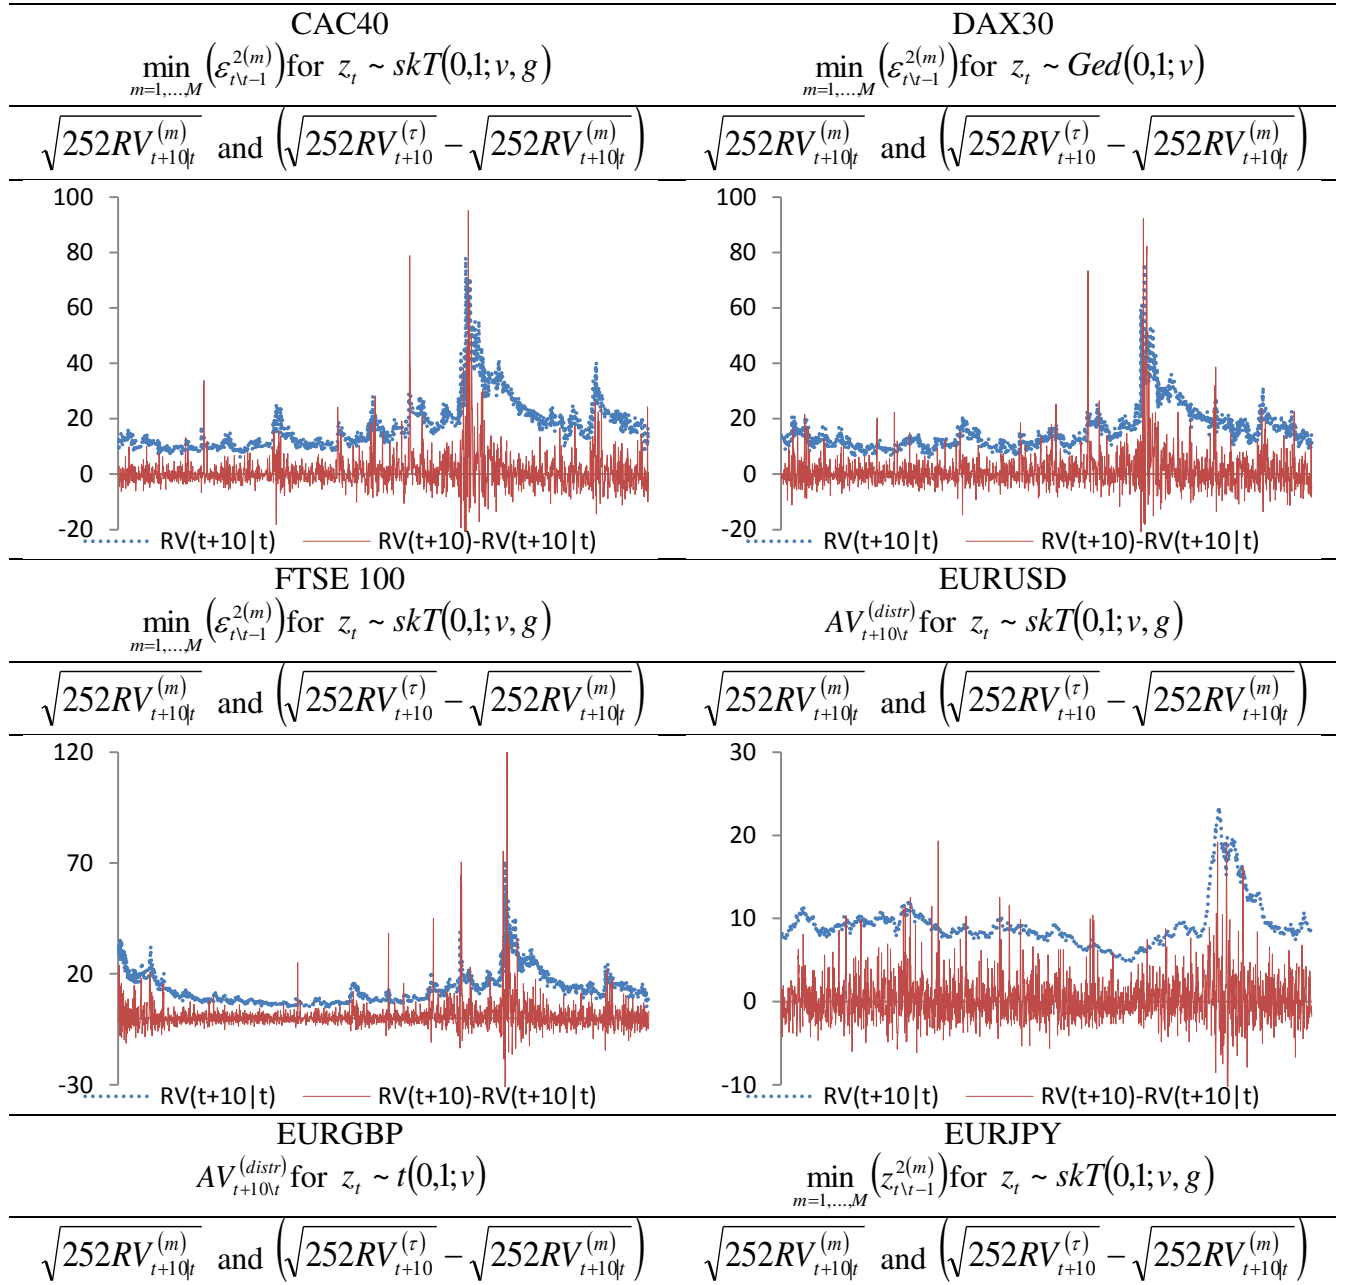 CAC40 DAX30
min_{m=1,...,M} (ε^{2(m)}_{t\t-1}) for z_t ~ skT(0,1; v, g) min_{m=1,...,M} (ε^{2(m)}_{t\t-1}) for z_t ~ Ged(0,1; v)
√(252RV^{(m)}_{t+10|t}) and (√(252RV^{(τ)}_{t+10}) − √(252RV^{(m)}_{t+10|t})) √(252RV^{(m)}_{t+10|t}) and (√(252RV^{(τ)}_{t+10}) − √(252RV^{(m)}_{t+10|t}))
100
80
60
40
20
0
-20
RV(t+10|t) RV(t+10)-RV(t+10|t)
100
80
60
40
20
0
-20
RV(t+10|t) RV(t+10)-RV(t+10|t)
FTSE 100 EURUSD
min_{m=1,...,M} (ε^{2(m)}_{t\t-1}) for z_t ~ skT(0,1; v, g) AV^{(distr)}_{t+10\t} for z_t ~ skT(0,1; v, g)
√(252RV^{(m)}_{t+10|t}) and (√(252RV^{(τ)}_{t+10}) − √(252RV^{(m)}_{t+10|t})) √(252RV^{(m)}_{t+10|t}) and (√(252RV^{(τ)}_{t+10}) − √(252RV^{(m)}_{t+10|t}))
120
70
20
-30
RV(t+10|t) RV(t+10)-RV(t+10|t)
30
20
10
0
-10
RV(t+10|t) RV(t+10)-RV(t+10|t)
EURGBP EURJPY
AV^{(distr)}_{t+10\t} for z_t ~ t(0,1; v) min_{m=1,...,M} (z^{2(m)}_{t\t-1}) for z_t ~ skT(0,1; v, g)
√(252RV^{(m)}_{t+10|t}) and (√(252RV^{(τ)}_{t+10}) − √(252RV^{(m)}_{t+10|t})) √(252RV^{(m)}_{t+10|t}) and (√(252RV^{(τ)}_{t+10}) − √(252RV^{(m)}_{t+10|t}))